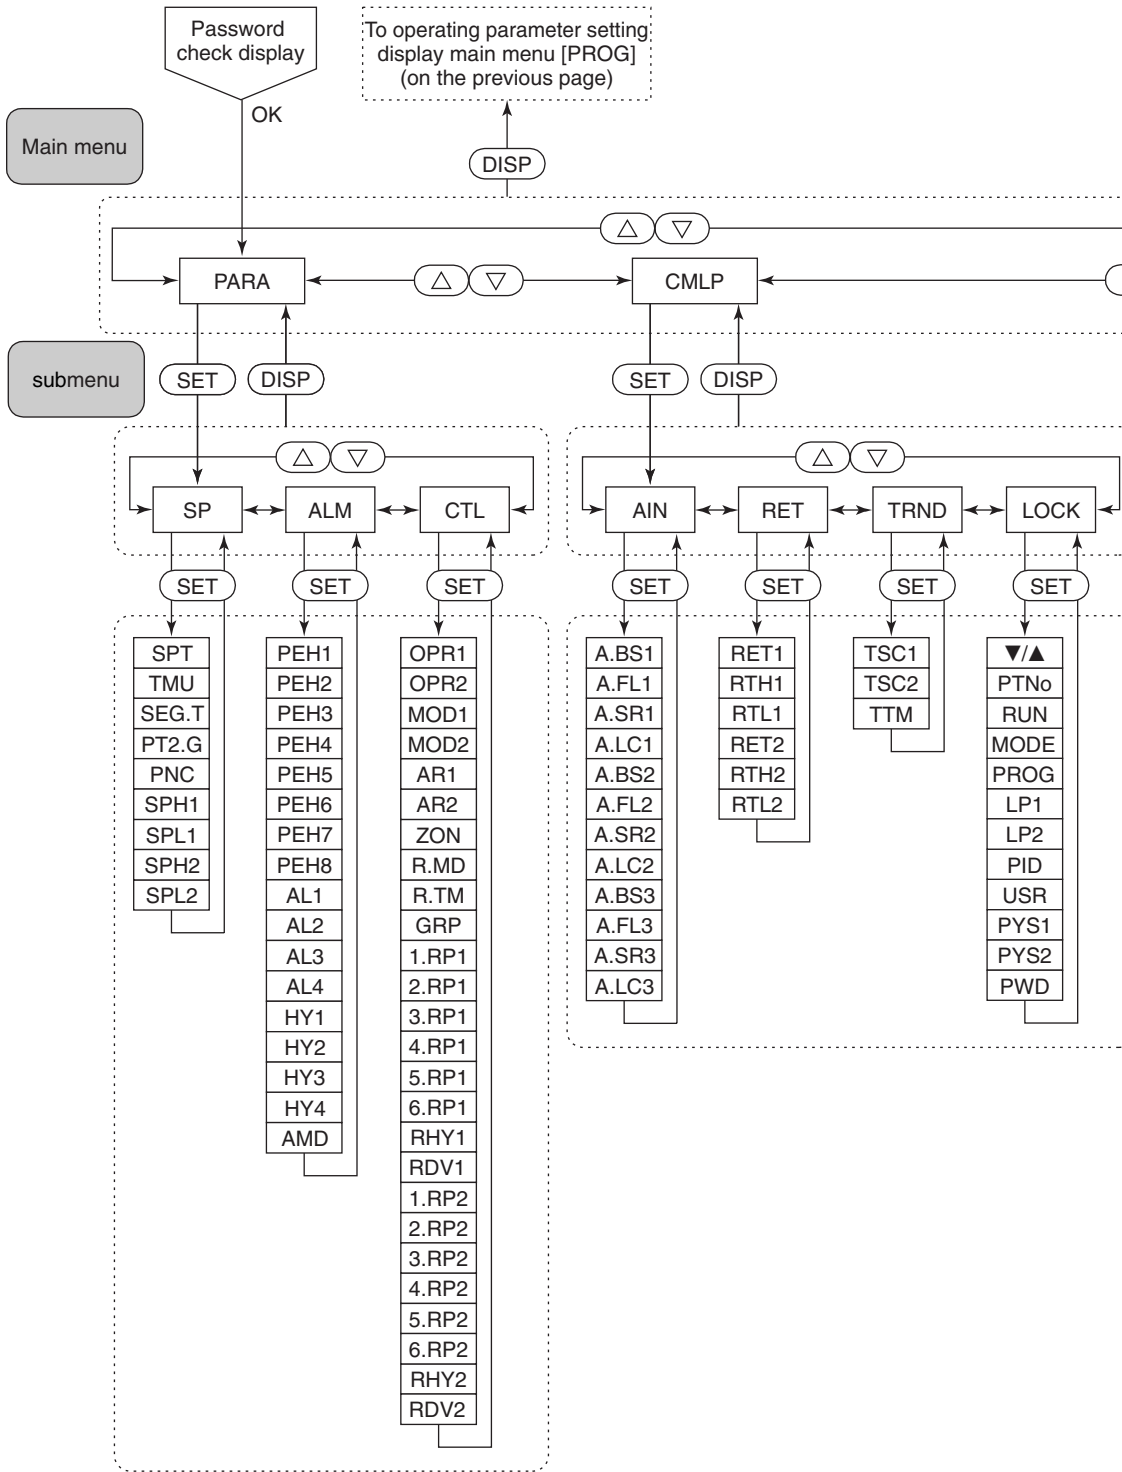 Password
check display
To operating parameter setting
display main menu [PROG]
(on the previous page)
OK
Main menu
DISP
△ ▽
PARA
△ ▽
CMLP
submenu
SET
DISP
SET
DISP
△ ▽
△ ▽
SP
ALM
CTL
AIN
RET
TRND
LOCK
SET
SET
SET
SET
SET
SET
SET
SPT
TMU
SEG.T
PT2.G
PNC
SPH1
SPL1
SPH2
SPL2
PEH1
PEH2
PEH3
PEH4
PEH5
PEH6
PEH7
PEH8
AL1
AL2
AL3
AL4
HY1
HY2
HY3
HY4
AMD
OPR1
OPR2
MOD1
MOD2
AR1
AR2
ZON
R.MD
R.TM
GRP
1.RP1
2.RP1
3.RP1
4.RP1
5.RP1
6.RP1
RHY1
RDV1
1.RP2
2.RP2
3.RP2
4.RP2
5.RP2
6.RP2
RHY2
RDV2
A.BS1
A.FL1
A.SR1
A.LC1
A.BS2
A.FL2
A.SR2
A.LC2
A.BS3
A.FL3
A.SR3
A.LC3
RET1
RTH1
RTL1
RET2
RTH2
RTL2
TSC1
TSC2
TTM
▼/▲
PTNo
RUN
MODE
PROG
LP1
LP2
PID
USR
PYS1
PYS2
PWD